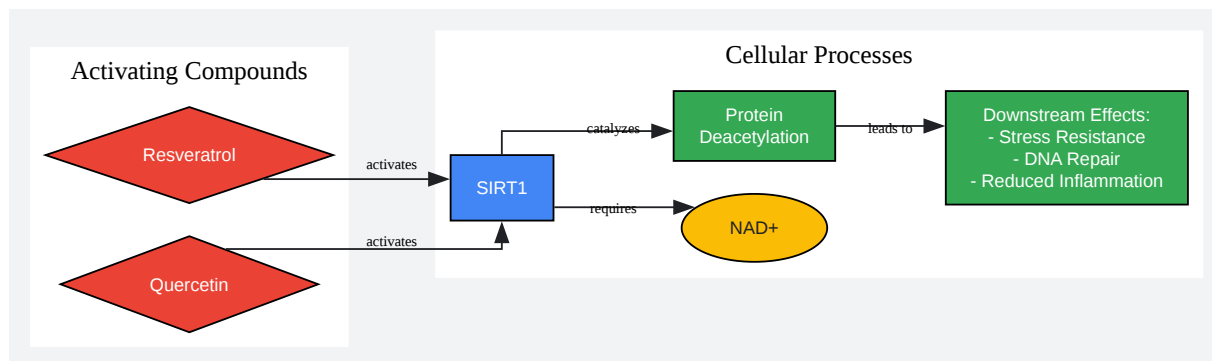 Activating Compounds
Resveratrol
Quercetin
activates
activates
Cellular Processes
SIRT1
catalyzes
requires
Protein
Deacetylation
NAD+
leads to
Downstream Effects:
- Stress Resistance
- DNA Repair
- Reduced Inflammation